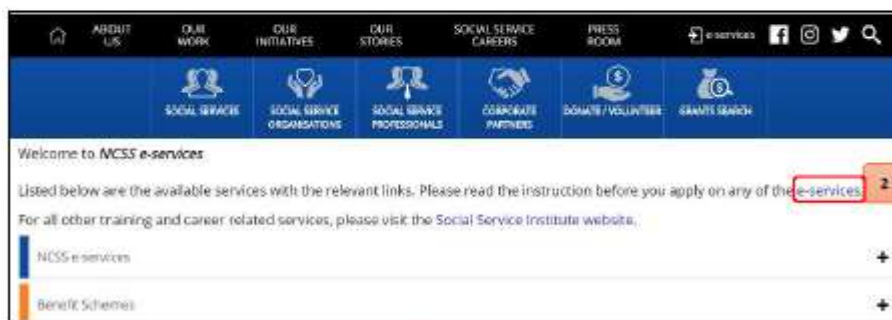 ABOUT US
OUR WORK
OUR INITIATIVES
OUR STORIES
SOCIAL SERVICE CAREERS
PRESS ROOM
e-services
SOCIAL SERVICES
SOCIAL SERVICE ORGANISATIONS
SOCIAL SERVICE PROFESSIONALS
CORPORATE PARTNERS
DONATE / VOLUNTEER
GRANTS SEARCH
Welcome to NCSS e-services
Listed below are the available services with the relevant links. Please read the instruction before you apply on any of the e-services.
2
For all other training and career related services, please visit the Social Service Institute website.
NCSS e-services +
Benefit Schemes +